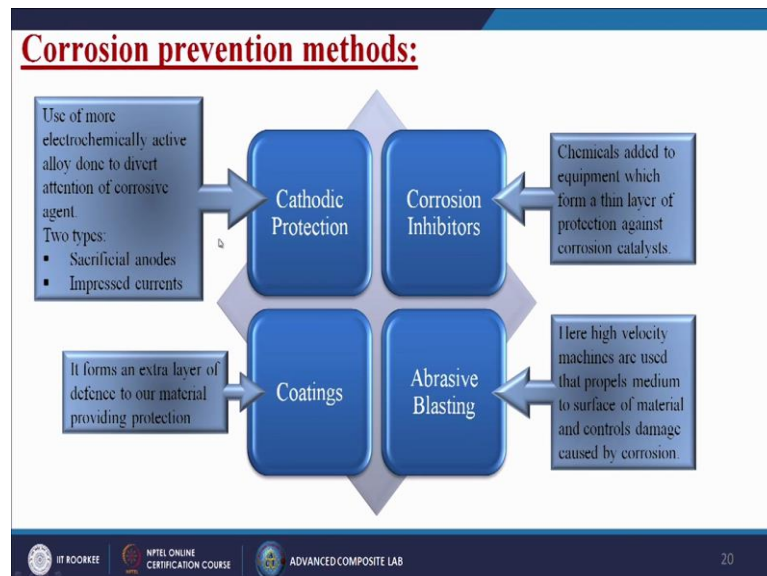 Corrosion prevention methods:
Use of more
electrochemically active
alloy done to divert
attention of corrosive
agent.
Two types:
▪ Sacrificial anodes
▪ Impressed currents
Cathodic
Protection
Corrosion
Inhibitors
Chemicals added to
equipment which
form a thin layer of
protection against
corrosion catalysts.
It forms an extra layer of
defence to our material
providing protection
Coatings
Abrasive
Blasting
Here high velocity
machines are used
that propels medium
to surface of material
and controls damage
caused by corrosion.
IIT ROORKEE
NPTEL ONLINE
CERTIFICATION COURSE
ADVANCED COMPOSITE LAB
20